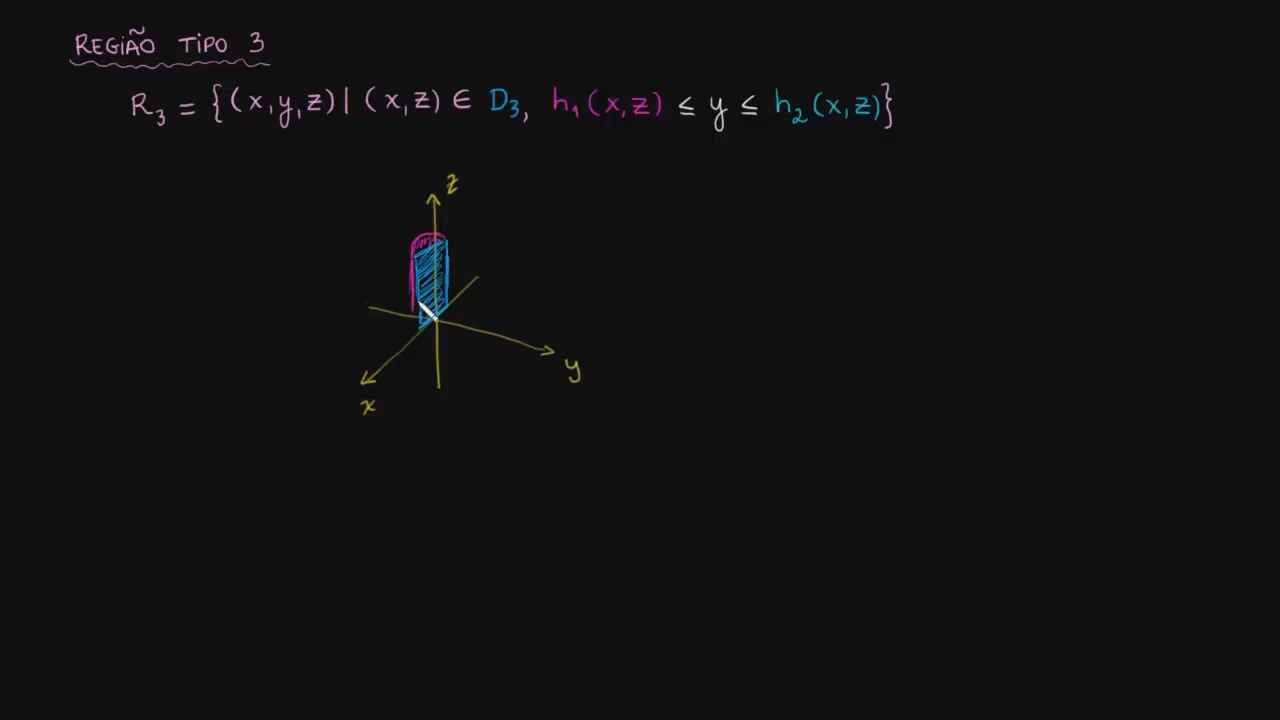 REGIÃO TIPO 3
R₃ = {(x,y,z) | (x,z) ∈ D₃, h₁(x,z) ≤ y ≤ h₂(x,z)}
z
y
x